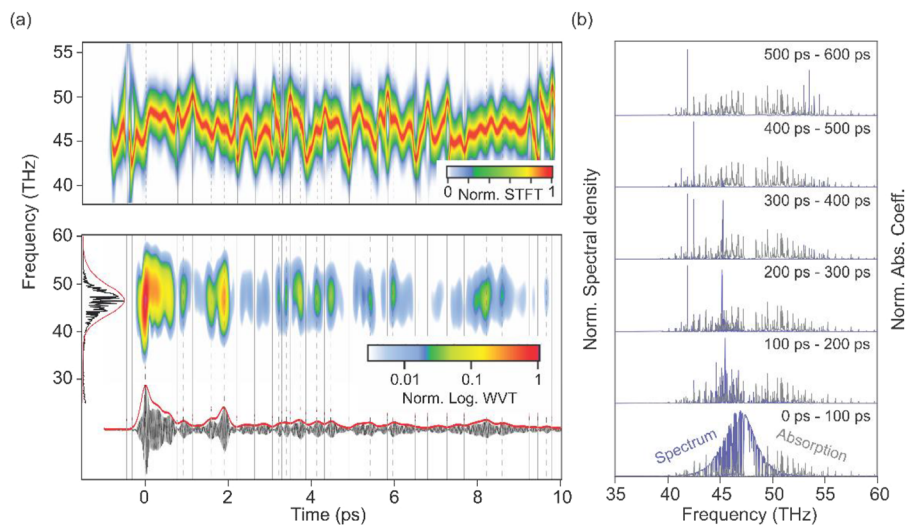 (a)
(b)
55
50
45
40
0 1
Norm. STFT
Frequency (THz)
60
50
40
30
0.01 0.1 1
Norm. Log. WVT
0 2 4 6 8 10
Time (ps)
Norm. Spectral density
500 ps - 600 ps
400 ps - 500 ps
300 ps - 400 ps
200 ps - 300 ps
100 ps - 200 ps
0 ps - 100 ps
Spectrum
Absorption
Norm. Abs. Coeff.
35 40 45 50 55 60
Frequency (THz)